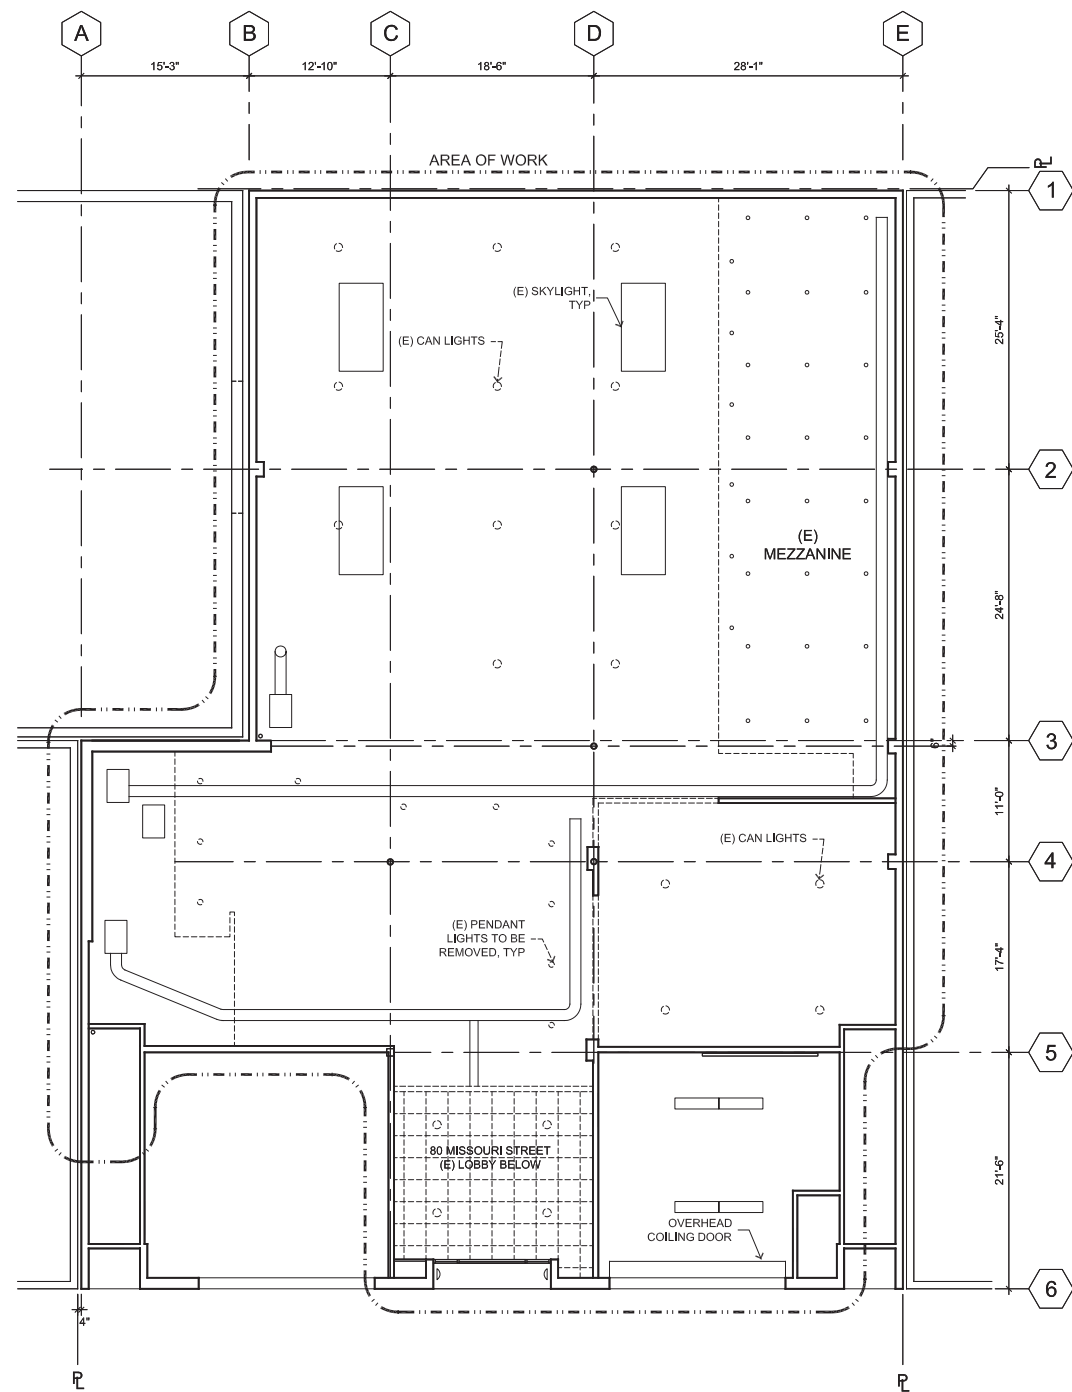 A
B
C
D
E
15'-3"
12'-10"
18'-6"
28'-1"
AREA OF WORK
PL
1
(E) SKYLIGHT,
TYP
25'-4"
(E) CAN LIGHTS
2
(E)
MEZZANINE
24'-8"
3
6"
11'-0"
(E) CAN LIGHTS
4
(E) PENDANT
LIGHTS TO BE
REMOVED, TYP
17'-4"
5
80 MISSOURI STREET
(E) LOBBY BELOW
21'-6"
OVERHEAD
COILING DOOR
6
4"
PL
PL